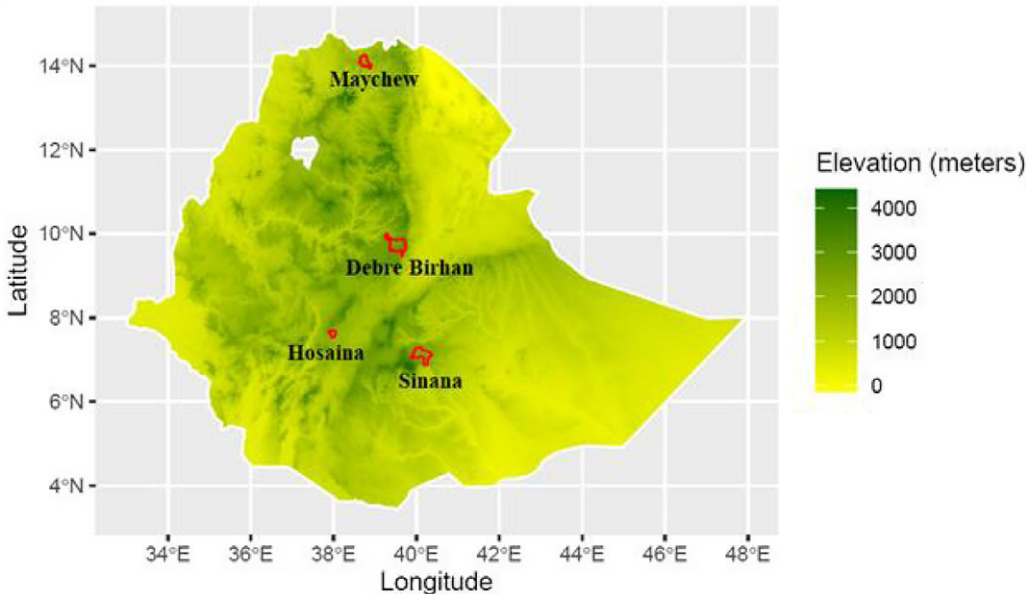 14°N
12°N
10°N
8°N
6°N
4°N
Latitude
Maychew
Debre Birhan
Hosaina
Sinana
34°E 36°E 38°E 40°E 42°E 44°E 46°E 48°E
Longitude
Elevation (meters)
4000
3000
2000
1000
0